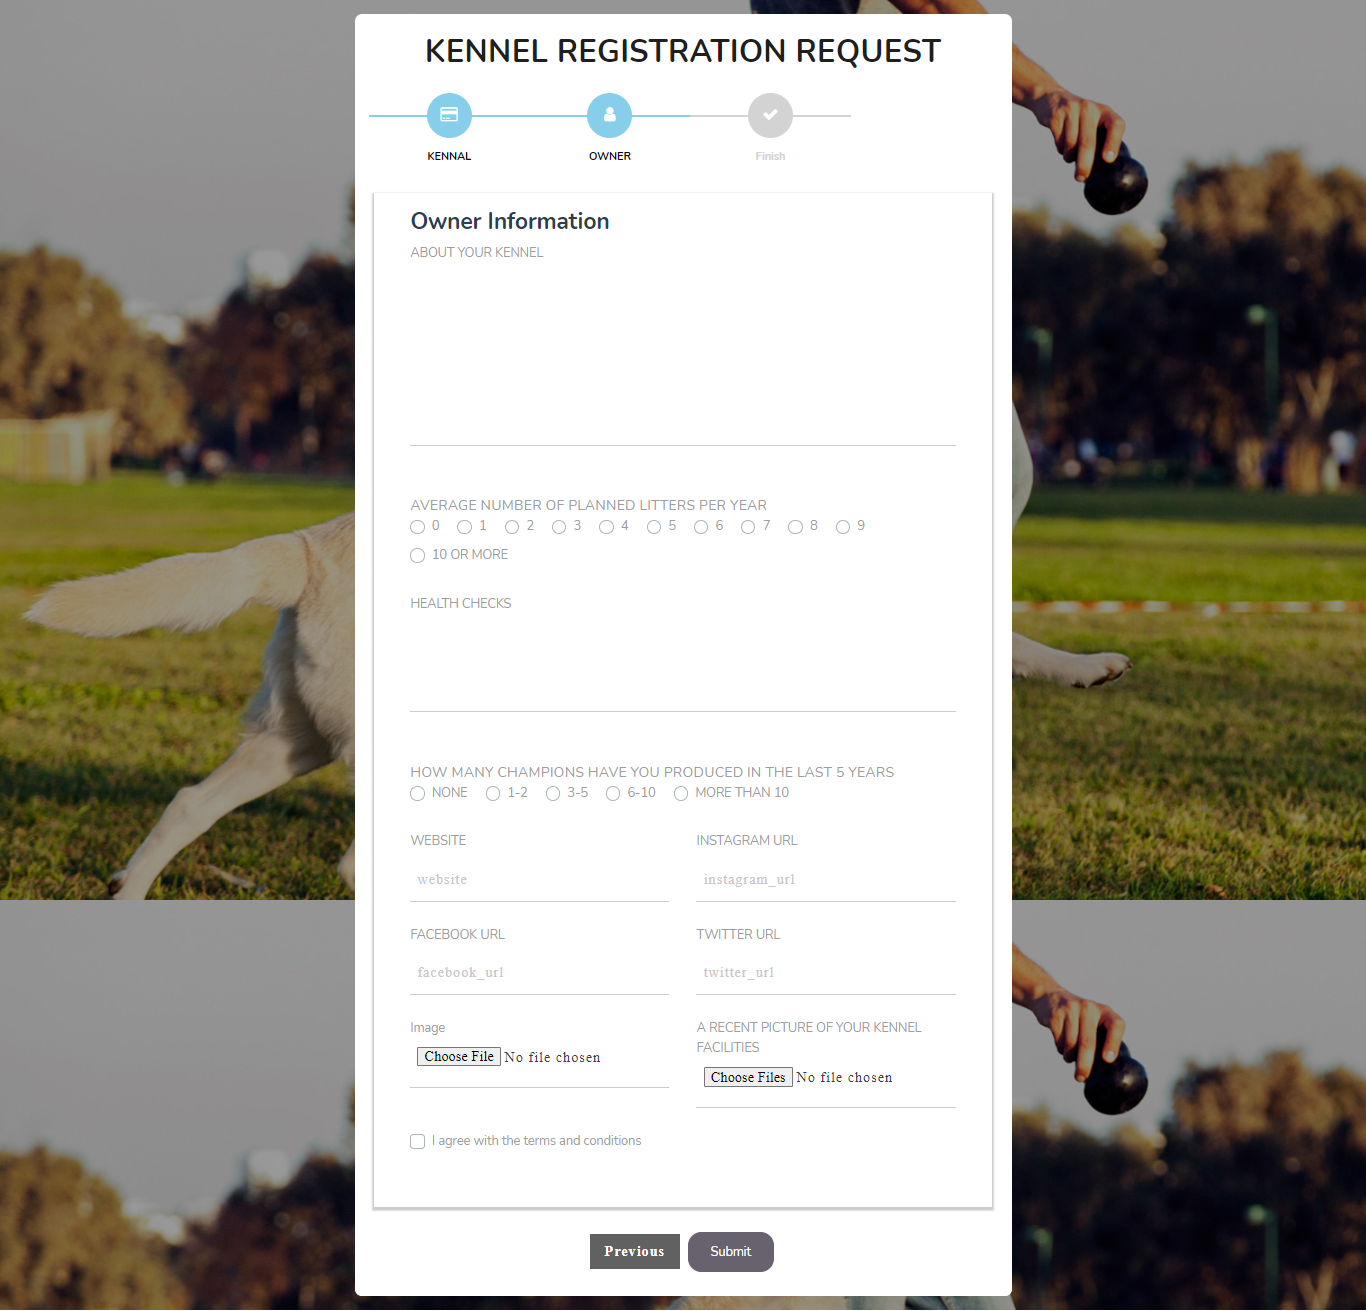 KENNEL REGISTRATION REQUEST
KENNAL OWNER Finish
Owner Information
ABOUT YOUR KENNEL
AVERAGE NUMBER OF PLANNED LITTERS PER YEAR
0 1 2 3 4 5 6 7 8 9
10 OR MORE
HEALTH CHECKS
HOW MANY CHAMPIONS HAVE YOU PRODUCED IN THE LAST 5 YEARS
NONE 1-2 3-5 6-10 MORE THAN 10
WEBSITE INSTAGRAM URL
website instagram_url
FACEBOOK URL TWITTER URL
facebook_url twitter_url
Image A RECENT PICTURE OF YOUR KENNEL
FACILITIES
Choose File No file chosen
Choose Files No file chosen
I agree with the terms and conditions
Previous Submit